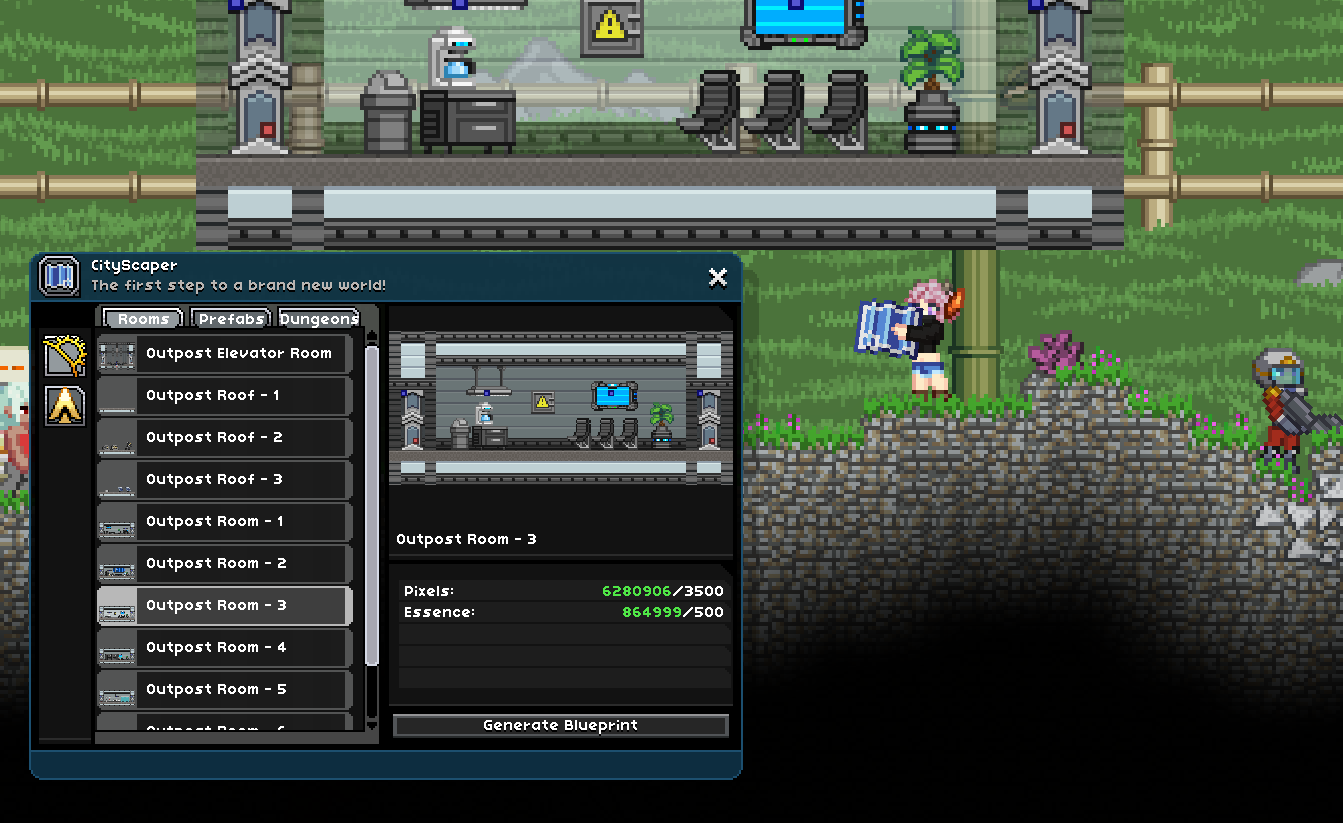 CityScaper
The first step to a brand new world!
Rooms Prefabs Dungeons
Outpost Elevator Room
Outpost Roof - 1
Outpost Roof - 2
Outpost Roof - 3
Outpost Room - 1
Outpost Room - 2
Outpost Room - 3
Outpost Room - 4
Outpost Room - 5
Outpost Room - 6
Outpost Room - 3
Pixels: 6280906/3500
Essence: 864999/500
Generate Blueprint